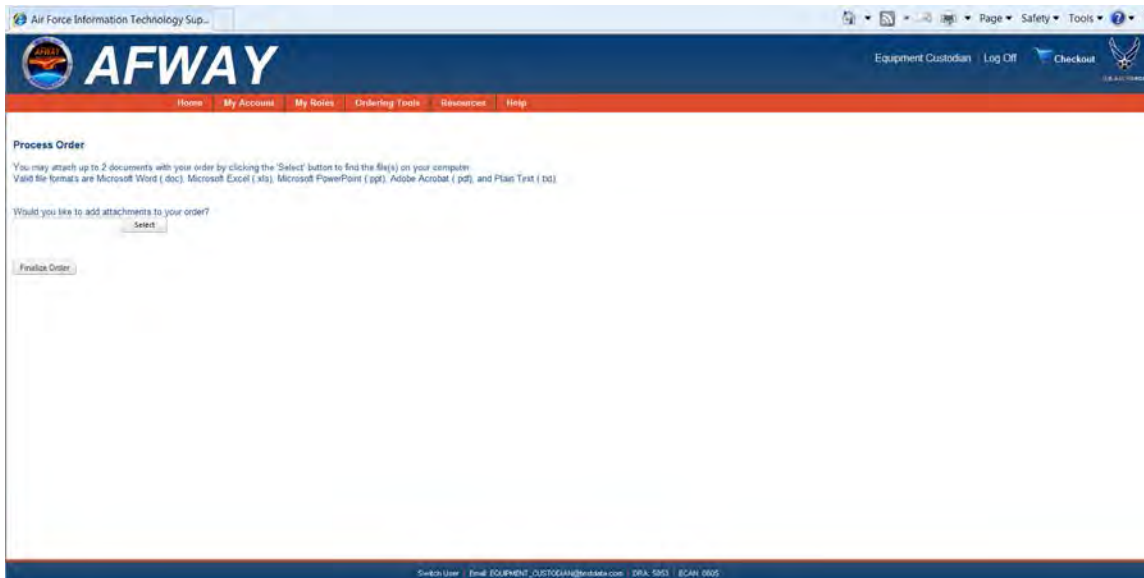 Air Force Information Technology Sup...
Page Safety Tools
AFWAY
AFWAY
Equipment Custodian | Log Off Checkout
Home My Account My Roles Ordering Tools Resources Help
Process Order
You may attach up to 2 documents with your order by clicking the 'Select' button to find the file(s) on your computer
Valid file formats are Microsoft Word (.doc), Microsoft Excel (.xls), Microsoft PowerPoint (.ppt), Adobe Acrobat (.pdf), and Plain Text (.txt)
Would you like to add attachments to your order?
Select
Finalize Order
Switch User | Email: EQUIPMENT_CUSTODIAN@testdata.com | DRA: 5853 | ECAN: 0605